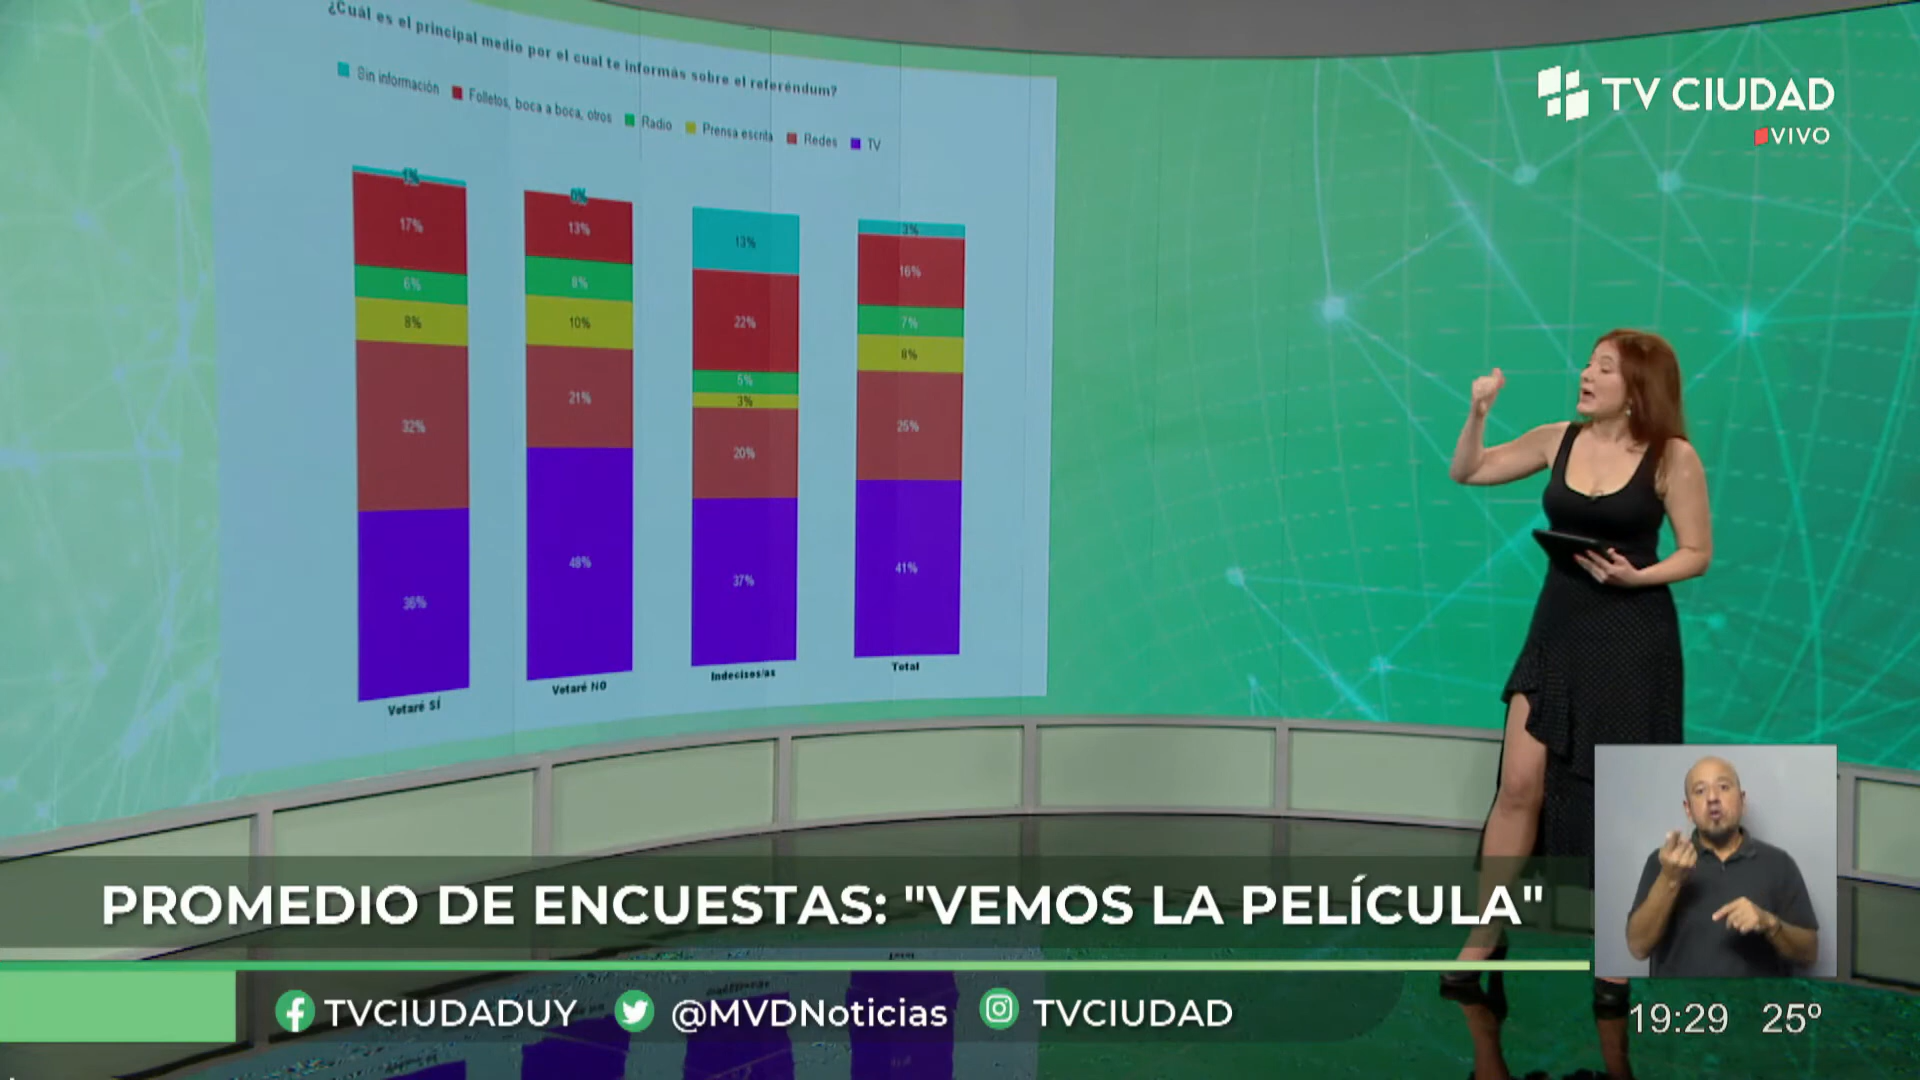 ¿Cuál es el principal medio por el cual te informás sobre el referéndum?
Sin información Folletos, boca a boca, otros Radio Prensa escrita Redes TV
TV CIUDAD
VIVO
1% 0% 13% 3%
17% 13% 22% 16%
6% 8% 5% 7%
8% 10% 3% 8%
32% 21% 20% 25%
36% 48% 37% 41%
Votaré SÍ Votaré NO Indecisos/as Total
PROMEDIO DE ENCUESTAS: "VEMOS LA PELÍCULA"
TVCIUDADUY @MVDNoticias TVCIUDAD
19:29 25º